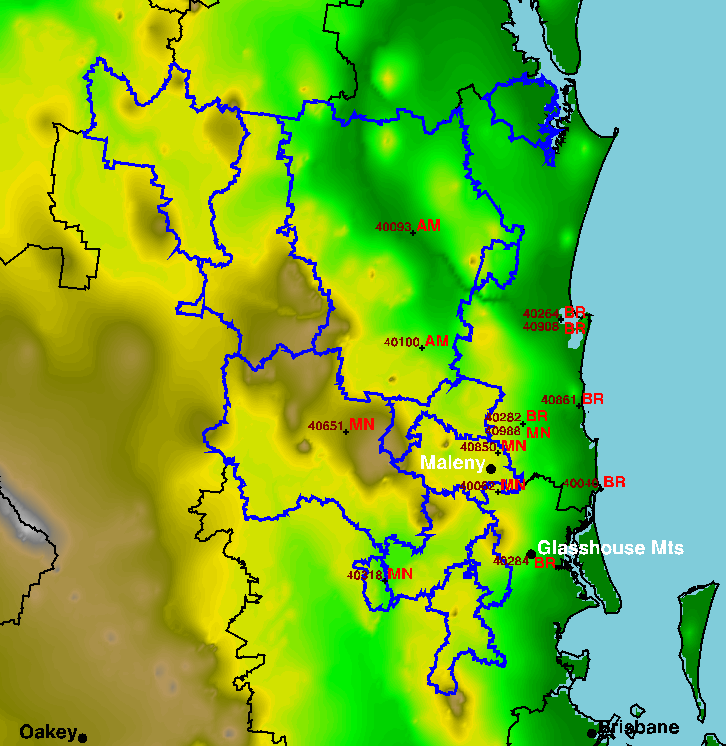 40093 AM
40264 BR
40908 BR
40100 AM
40861 BR
40282 BR
40651 MN
40988 MN
40850 MN
Maleny
40062 MN
40040 BR
Glasshouse Mts
40284 BR
40318 MN
Oakey
Brisbane